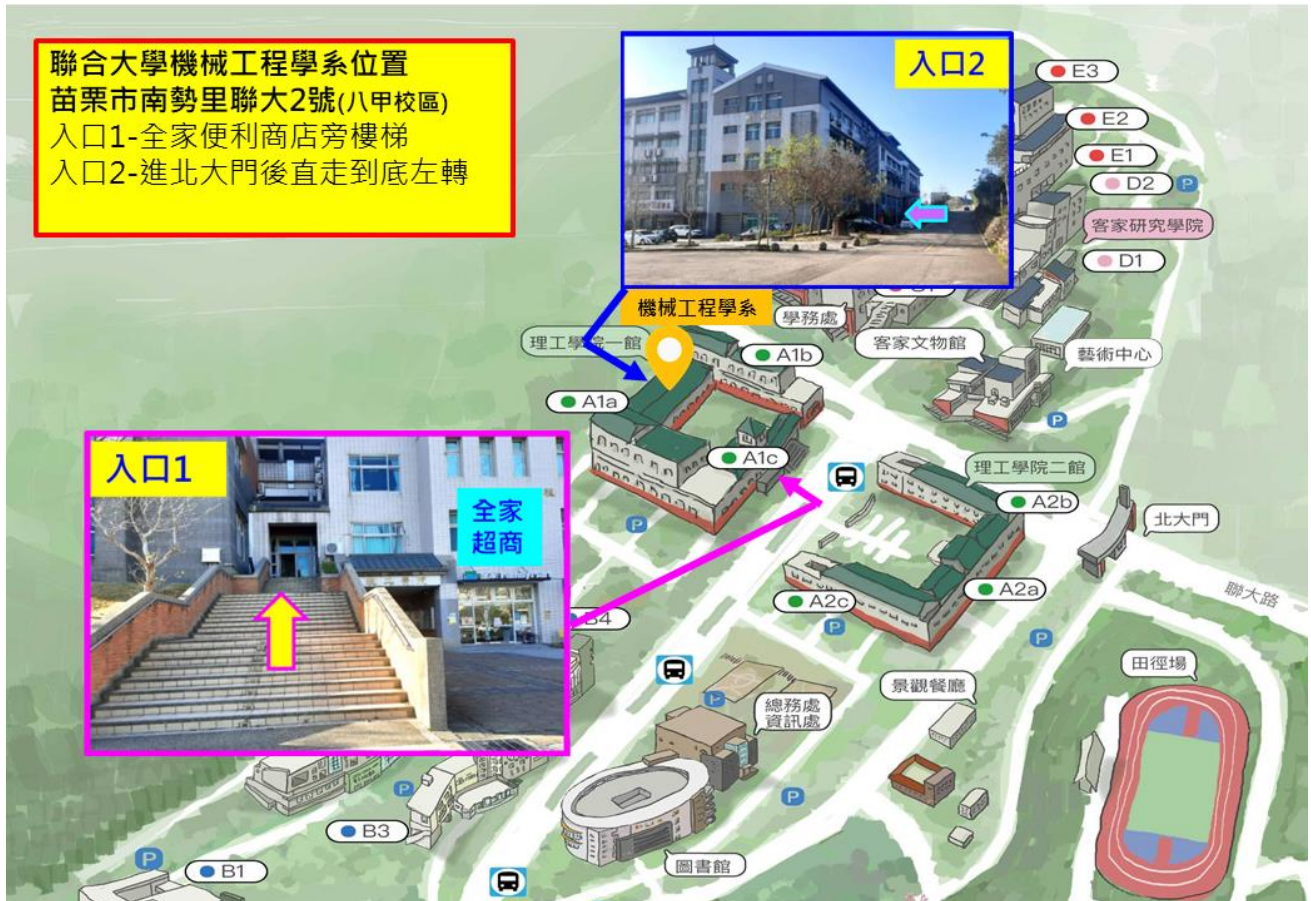 聯合大學機械工程學系位置
苗栗市南勢里聯大2號(八甲校區)
入口1-全家便利商店旁樓梯
入口2-進北大門後直走到底左轉
入口2
E3
E2
E1
D2
P
客家研究學院
D1
機械工程學系
學務處
理工學院一館
客家文物館
藝術中心
A1b
A1a
P
A1c
入口1
全家
超商
理工學院二館
A2b
北大門
P
A2a
A2c
聯大路
P
P
B4
田徑場
景觀餐廳
P
總務處
資訊處
P
P
B3
圖書館
P
B1